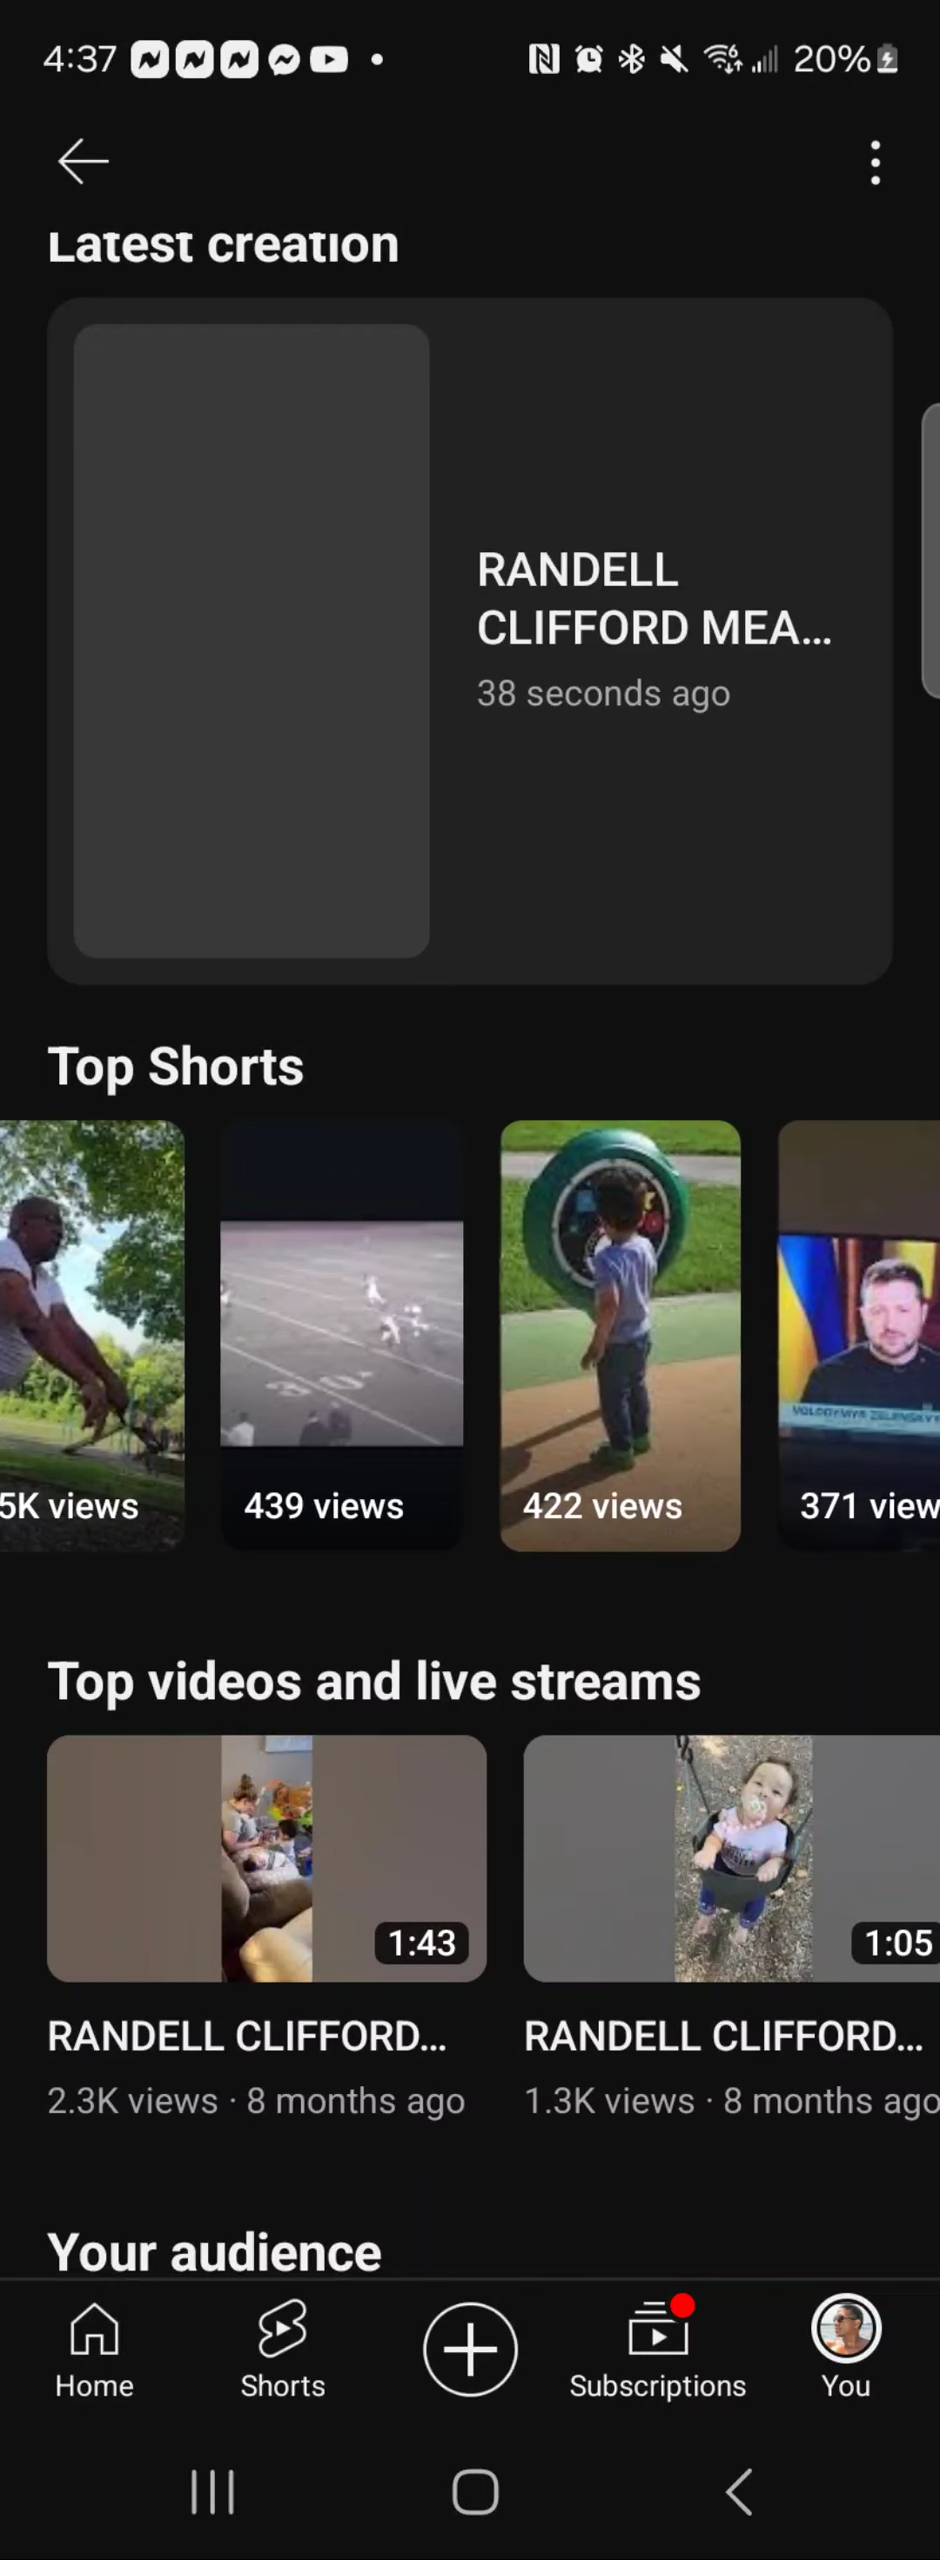 4:37
20%
Latest creation
RANDELL
CLIFFORD MEA...
38 seconds ago
Top Shorts
5K views
439 views
422 views
371 view
VOLODYMYR ZELENSKYY
Top videos and live streams
1:43
1:05
RANDELL CLIFFORD...
RANDELL CLIFFORD...
2.3K views · 8 months ago
1.3K views · 8 months ago
Your audience
Home
Shorts
Subscriptions
You